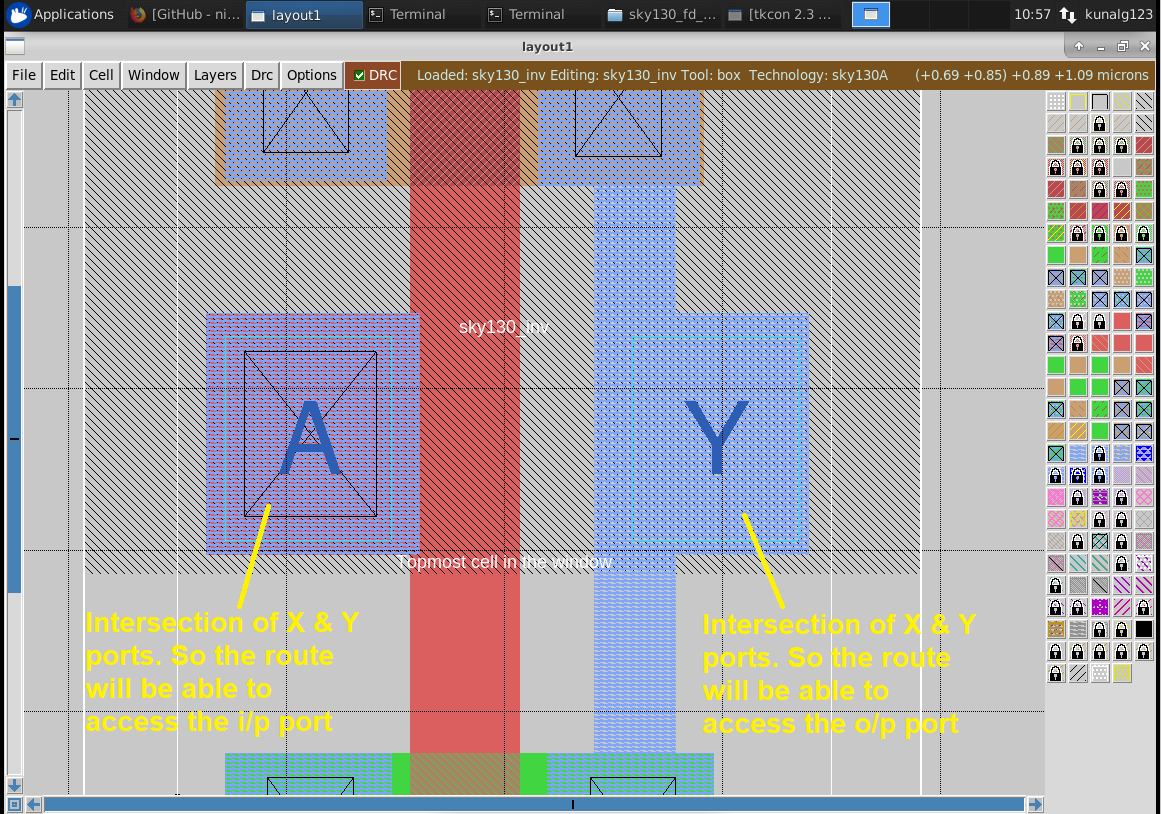 Applications
[GitHub - ni...
layout1
Terminal
Terminal
sky130_fd_...
[tkcon 2.3 ...
10:57
kunalg123
layout1
File
Edit
Cell
Window
Layers
Drc
Options
DRC
Loaded: sky130_inv Editing: sky130_inv Tool: box Technology: sky130A
(+0.69 +0.85) +0.89 +1.09 microns
sky130_inv
A
Y
Topmost cell in the window
Intersection of X & Y
ports. So the route
will be able to
access the i/p port
Intersection of X & Y
ports. So the route
will be able to
access the o/p port